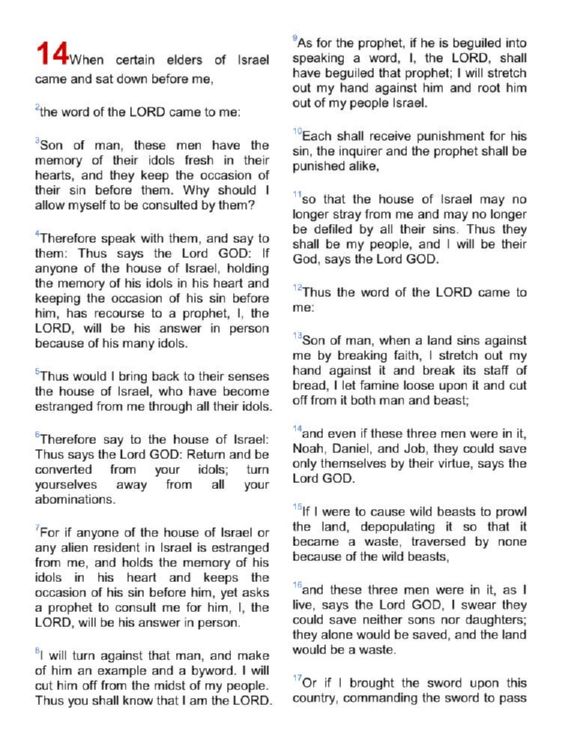 14When certain elders of Israel
came and sat down before me,
2the word of the LORD came to me:
3Son of man, these men have the
memory of their idols fresh in their
hearts, and they keep the occasion of
their sin before them. Why should I
allow myself to be consulted by them?
4Therefore speak with them, and say to
them: Thus says the Lord GOD: If
anyone of the house of Israel, holding
the memory of his idols in his heart and
keeping the occasion of his sin before
him, has recourse to a prophet, I, the
LORD, will be his answer in person
because of his many idols.
5Thus would I bring back to their senses
the house of Israel, who have become
estranged from me through all their idols.
6Therefore say to the house of Israel:
Thus says the Lord GOD: Return and be
converted from your idols; turn
yourselves away from all your
abominations.
7For if anyone of the house of Israel or
any alien resident in Israel is estranged
from me, and holds the memory of his
idols in his heart and keeps the
occasion of his sin before him, yet asks
a prophet to consult me for him, I, the
LORD, will be his answer in person.
8I will turn against that man, and make
of him an example and a byword. I will
cut him off from the midst of my people.
Thus you shall know that I am the LORD.
9As for the prophet, if he is beguiled into
speaking a word, I, the LORD, shall
have beguiled that prophet; I will stretch
out my hand against him and root him
out of my people Israel.
10Each shall receive punishment for his
sin, the inquirer and the prophet shall be
punished alike,
11so that the house of Israel may no
longer stray from me and may no longer
be defiled by all their sins. Thus they
shall be my people, and I will be their
God, says the Lord GOD.
12Thus the word of the LORD came to
me:
13Son of man, when a land sins against
me by breaking faith, I stretch out my
hand against it and break its staff of
bread, I let famine loose upon it and cut
off from it both man and beast;
14and even if these three men were in it,
Noah, Daniel, and Job, they could save
only themselves by their virtue, says the
Lord GOD.
15If I were to cause wild beasts to prowl
the land, depopulating it so that it
became a waste, traversed by none
because of the wild beasts,
16and these three men were in it, as I
live, says the Lord GOD, I swear they
could save neither sons nor daughters;
they alone would be saved, and the land
would be a waste.
17Or if I brought the sword upon this
country, commanding the sword to pass